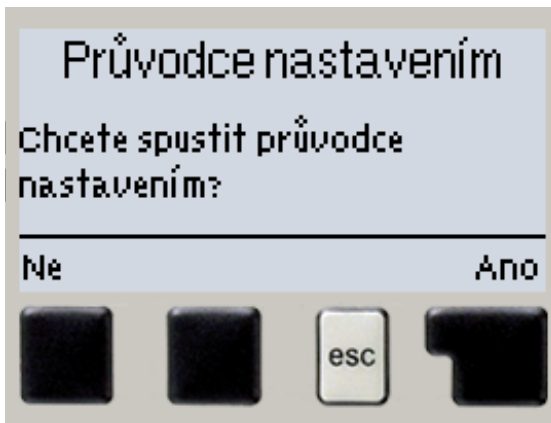 Průvodce nastavením
Chcete spustit průvodce
nastavením?
Ne Ano
esc